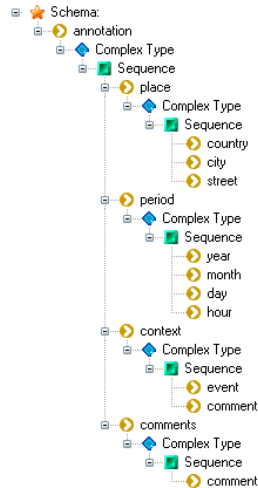 Schema:
annotation
Complex Type
Sequence
place
Complex Type
Sequence
country
city
street
period
Complex Type
Sequence
year
month
day
hour
context
Complex Type
Sequence
event
comment
comments
Complex Type
Sequence
comment